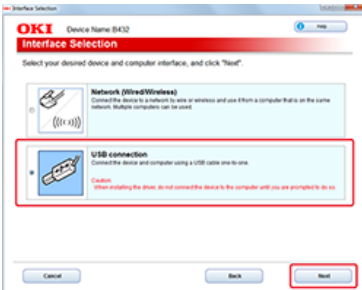 OKI Interface Selection
OKI Device Name:B432
Help
Interface Selection
Select your desired device and computer interface, and click "Next".
Network (Wired/Wireless)
Connect the device to a network by wire or wireless and use it from a computer that is on the same
network. Multiple computers can be used.
USB connection
Connect the device and computer using a USB cable one-to-one.
Caution:
When installing the driver, do not connect the device to the computer until you are prompted to do so.
Cancel
Back
Next